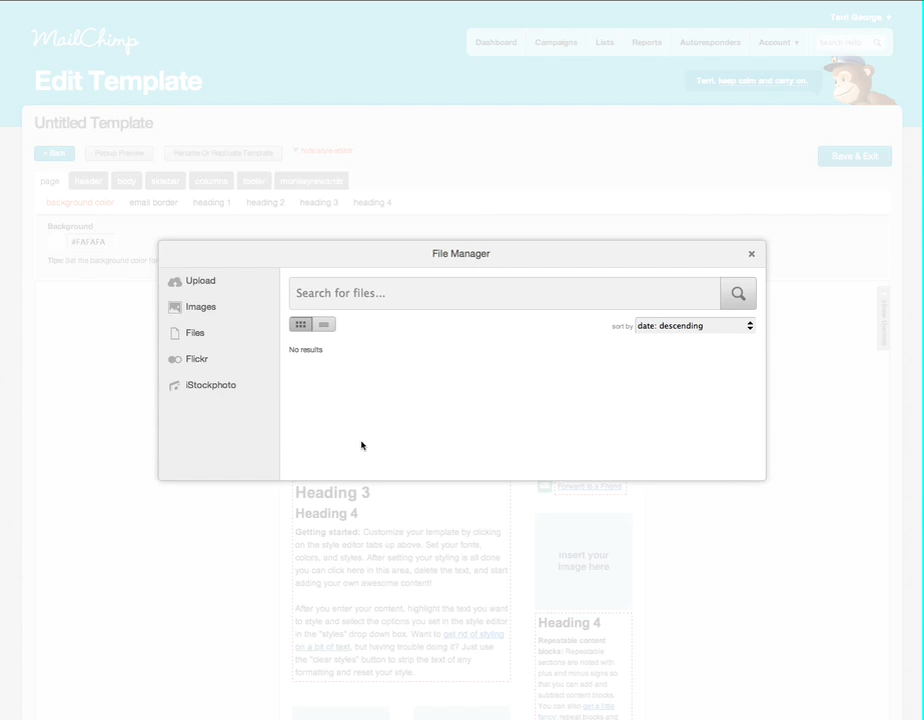 Terri George
MailChimp
Dashboard Campaigns Lists Reports Autoresponders Account Search Help
Edit Template
Terri, keep calm and carry on.
Untitled Template
Back Popup Preview Rename Or Replicate Template hide style editor Save & Exit
page header body sidebar columns footer monkeyrewards
background color email border heading 1 heading 2 heading 3 heading 4
Background
#FAFAFA
Tip: Set the background color fo
File Manager
×
Upload
Images
Files
Flickr
iStockphoto
Search for files...
sort by date: descending
No results
Forward to a Friend
Heading 3
Heading 4
Getting started: Customize your template by clicking
on the style editor tabs up above. Set your fonts,
colors, and styles. After setting your styling is all done
you can click here in this area, delete the text, and start
adding your own awesome content!
After you enter your content, highlight the text you want
to style and select the options you set in the style editor
in the "styles" drop down box. Want to get rid of styling
on a bit of text, but having trouble doing it? Just use
the "clear styles" button to strip the text of any
formatting and reset your style.
insert your
image here
Heading 4
Repeatable content
blocks: Repeatable
sections are noted with
plus and minus signs so
that you can add and
subtract content blocks.
You can also get a little
fancy: repeat blocks and